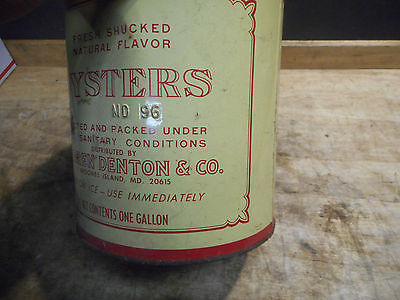 FRESH SHUCKED
NATURAL FLAVOR
YSTERS
MD 96
TED AND PACKED UNDER
SANITARY CONDITIONS
DISTRIBUTED BY
DENTON & CO.
ISLAND, MD. 20615
ICE - USE IMMEDIATELY
CONTENTS ONE GALLON